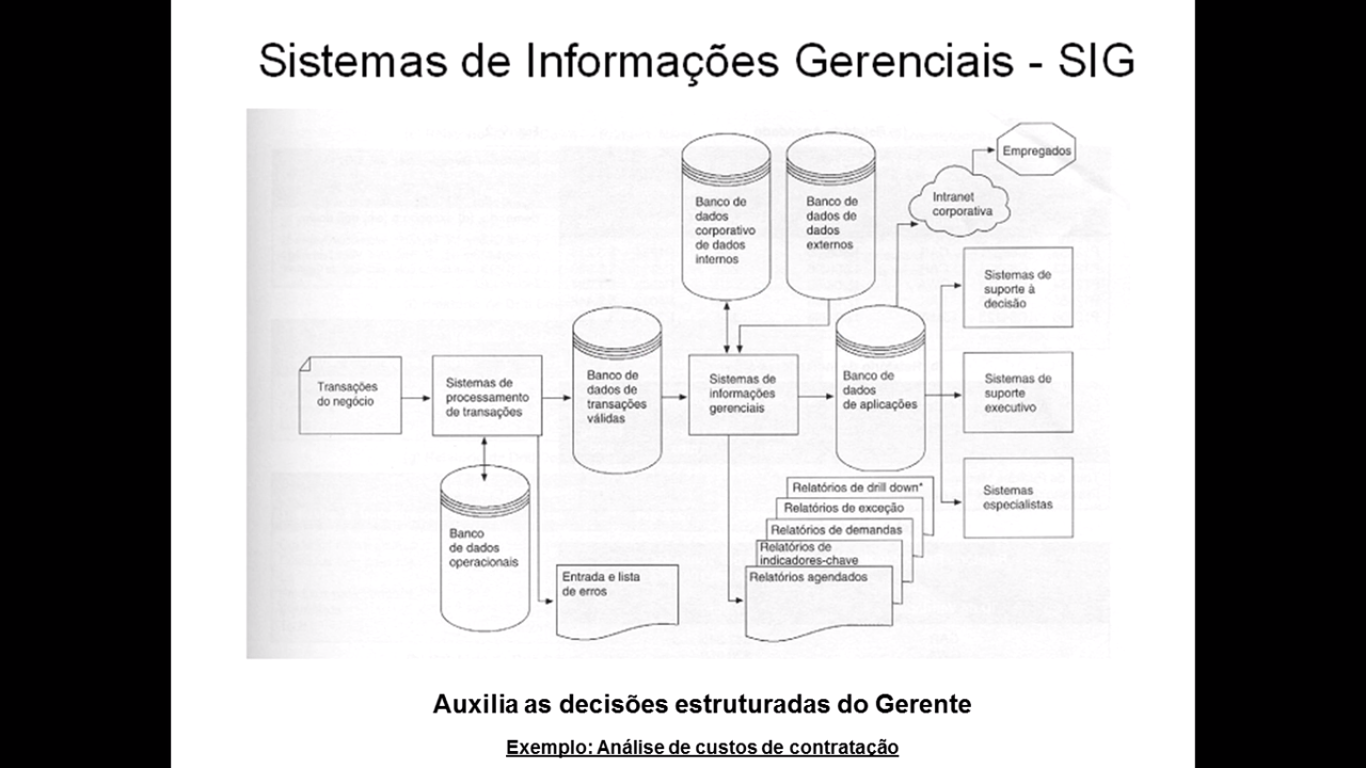 Sistemas de Informações Gerenciais - SIG
Empregados
Intranet
corporativa
Banco de
dados
corporativo
de dados
internos
Banco de
dados de
dados
externos
Sistemas de
suporte à
decisão
Transações
do negócio
Sistemas de
processamento
de transações
Banco de
dados de
transações
válidas
Sistemas de
informações
gerenciais
Banco de
dados
de aplicações
Sistemas de
suporte
executivo
Sistemas
especialistas
Banco
de dados
operacionais
Entrada e lista
de erros
Relatórios de drill down*
Relatórios de exceção
Relatórios de demandas
Relatórios de
indicadores-chave
Relatórios agendados
Auxilia as decisões estruturadas do Gerente
Exemplo: Análise de custos de contratação